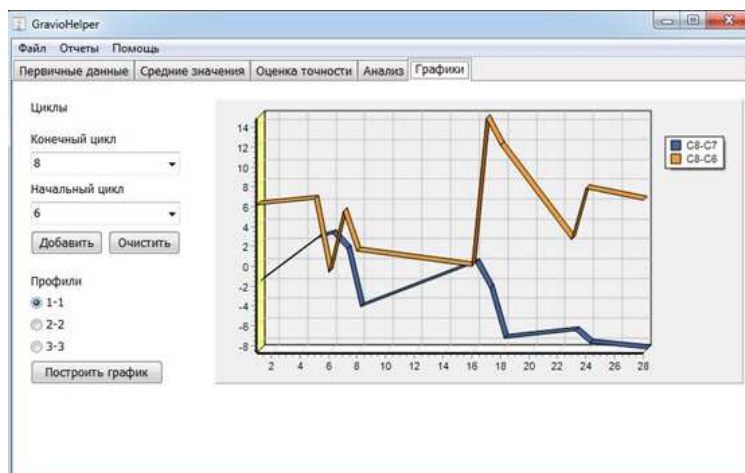 GravioHelper
Файл Отчеты Помощь
Первичные данные Средние значения Оценка точности Анализ Графики
Циклы
Конечный цикл
8
Начальный цикл
6
Добавить Очистить
Профили
1-1
2-2
3-3
Построить график
14
12
10
8
6
4
2
0
-2
-4
-6
-8
2 4 6 8 10 12 14 16 18 20 22 24 26 28
C8-C7
C8-C6